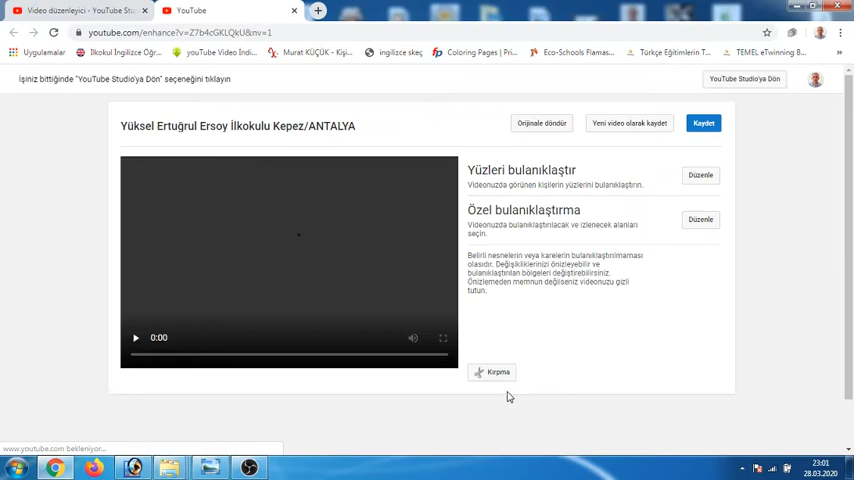 Video düzenleyici - YouTube Stu
YouTube
youtube.com/enhance?v=Z7b4cGKLQkU&nv=1
Uygulamalar
İlkokul İngilizce Öğr...
youTube Video İndi...
Murat KÜÇÜK - Kişi...
ingilizce skeç
Coloring Pages | Pri...
Eco-Schools Flamas...
Türkçe Eğitimlerin T...
TEMEL eTwinning B...
»
İşiniz bittiğinde "YouTube Studio'ya Dön" seçeneğini tıklayın
YouTube Studio'ya Dön
Yüksel Ertuğrul Ersoy İlkokulu Kepez/ANTALYA
Orijinale döndür
Yeni video olarak kaydet
Kaydet
Yüzleri bulanıklaştır
Videonuzda görünen kişilerin yüzlerini bulanıklaştırın.
Düzenle
Özel bulanıklaştırma
Videonuzda bulanıklaştırılacak ve izlenecek alanları
seçin.
Düzenle
Belirli nesnelerin veya karelerin bulanıklaştırılmaması
olasıdır. Değişikliklerinizi önizleyebilir ve
bulanıklaştırılan bölgeleri değiştirebilirsiniz.
Önizlemeden memnun değilseniz videonuzu gizli
tutun.
0:00
Kırpma
www.youtube.com bekleniyor...
23:01
28.03.2020